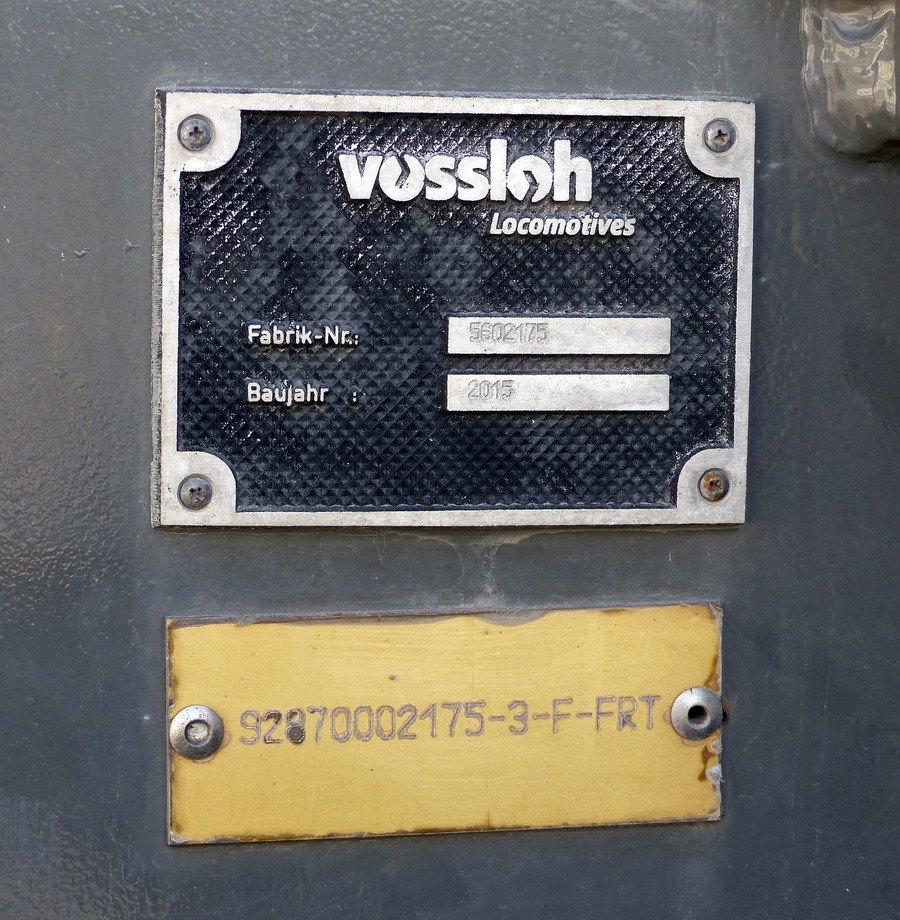 vossloh
Locomotives
Fabrik-Nr.: 5602175
Baujahr : 2015
92870002175-3-F-FRT